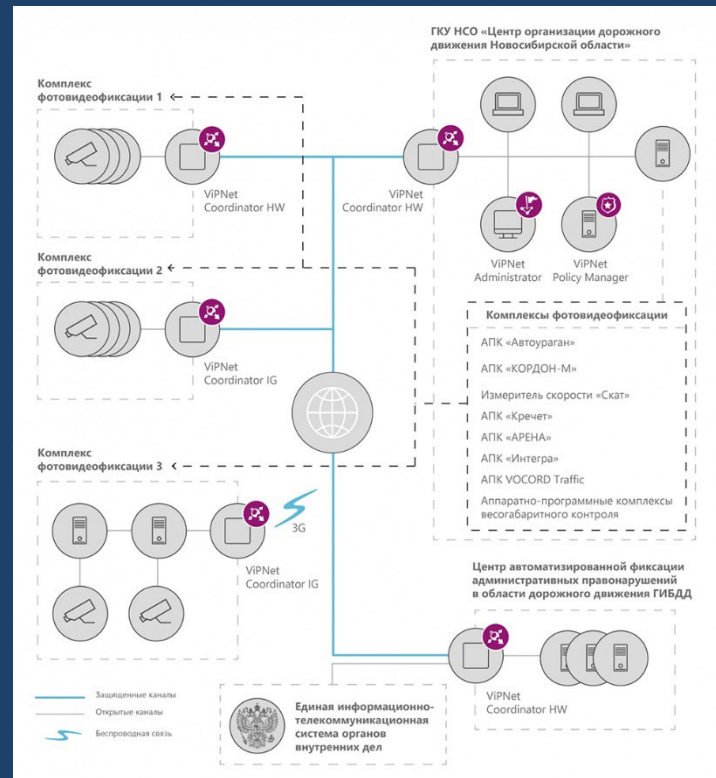 ГКУ НСО «Центр организации дорожного
движения Новосибирской области»
Комплекс
фотовидеофиксации 1
ViPNet
Coordinator HW
ViPNet
Coordinator HW
ViPNet
Administrator
ViPNet
Policy Manager
Комплекс
фотовидеофиксации 2
ViPNet
Coordinator IG
Комплексы фотовидеофиксации
АПК «Автоураган»
АПК «КОРДОН-М»
Измеритель скорости «Скат»
АПК «Кречет»
АПК «АРЕНА»
АПК «Интегра»
АПК VOCORD Traffic
Аппаратно-программные комплексы
весогабаритного контроля
Комплекс
фотовидеофиксации 3
3G
ViPNet
Coordinator IG
Центр автоматизированной фиксации
административных правонарушений
в области дорожного движения ГИБДД
ViPNet
Coordinator HW
Защищенные каналы
Открытые каналы
Беспроводная связь
Единая информационно-
телекоммуникационная
система органов
внутренних дел